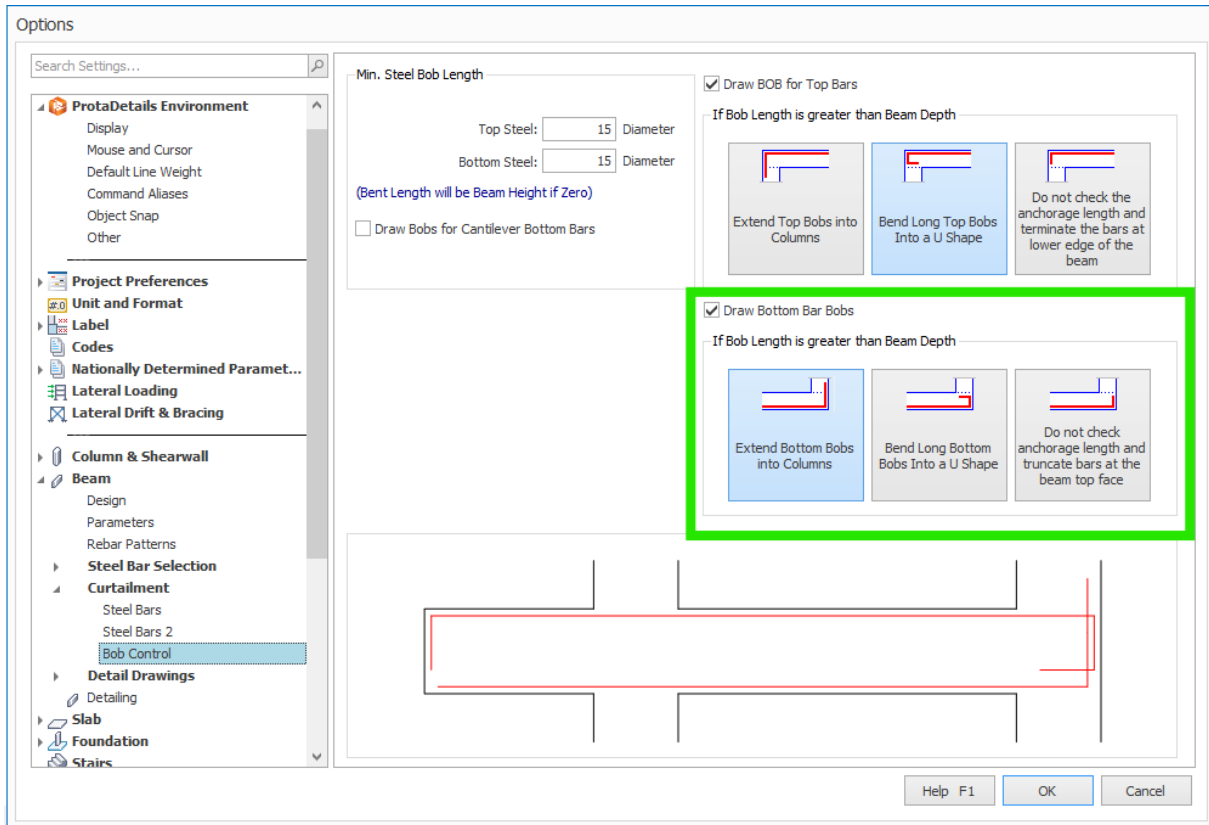 Options
Search Settings...
ProtaDetails Environment
Display
Mouse and Cursor
Default Line Weight
Command Aliases
Object Snap
Other
Project Preferences
Unit and Format
Label
Codes
Nationally Determined Paramet...
Lateral Loading
Lateral Drift & Bracing
Column & Shearwall
Beam
Design
Parameters
Rebar Patterns
Steel Bar Selection
Curtailment
Steel Bars
Steel Bars 2
Bob Control
Detail Drawings
Detailing
Slab
Foundation
Stairs
Min. Steel Bob Length
Top Steel: 15 Diameter
Bottom Steel: 15 Diameter
(Bent Length will be Beam Height if Zero)
Draw Bobs for Cantilever Bottom Bars
Draw BOB for Top Bars
If Bob Length is greater than Beam Depth
Extend Top Bobs into
Columns
Bend Long Top Bobs
Into a U Shape
Do not check the
anchorage length and
terminate the bars at
lower edge of the
beam
Draw Bottom Bar Bobs
If Bob Length is greater than Beam Depth
Extend Bottom Bobs
into Columns
Bend Long Bottom
Bobs Into a U Shape
Do not check
anchorage length and
truncate bars at the
beam top face
Help F1
OK
Cancel